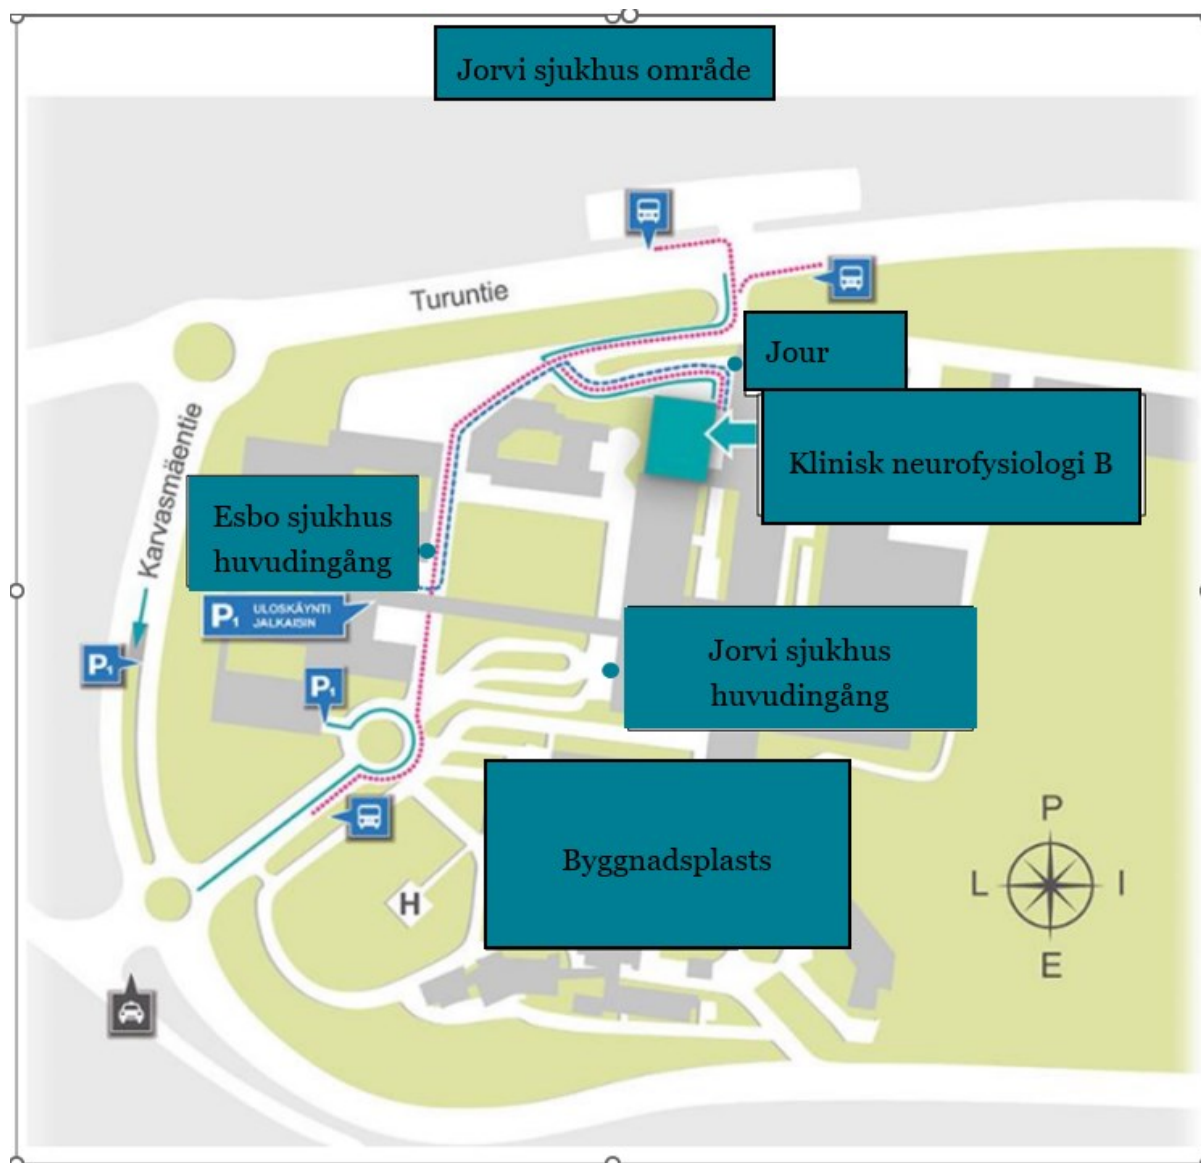 Jorvi sjukhus område
Turuntie
Jour
Karvasmäentie
Klinisk neurofysiologi B
Esbo sjukhus
huvudingång
P₁ ULOSKÄYNTI
JALKAISIN
P₁
Jorvi sjukhus
huvudingång
P₁
Byggnadsplasts
P
L I
H
E